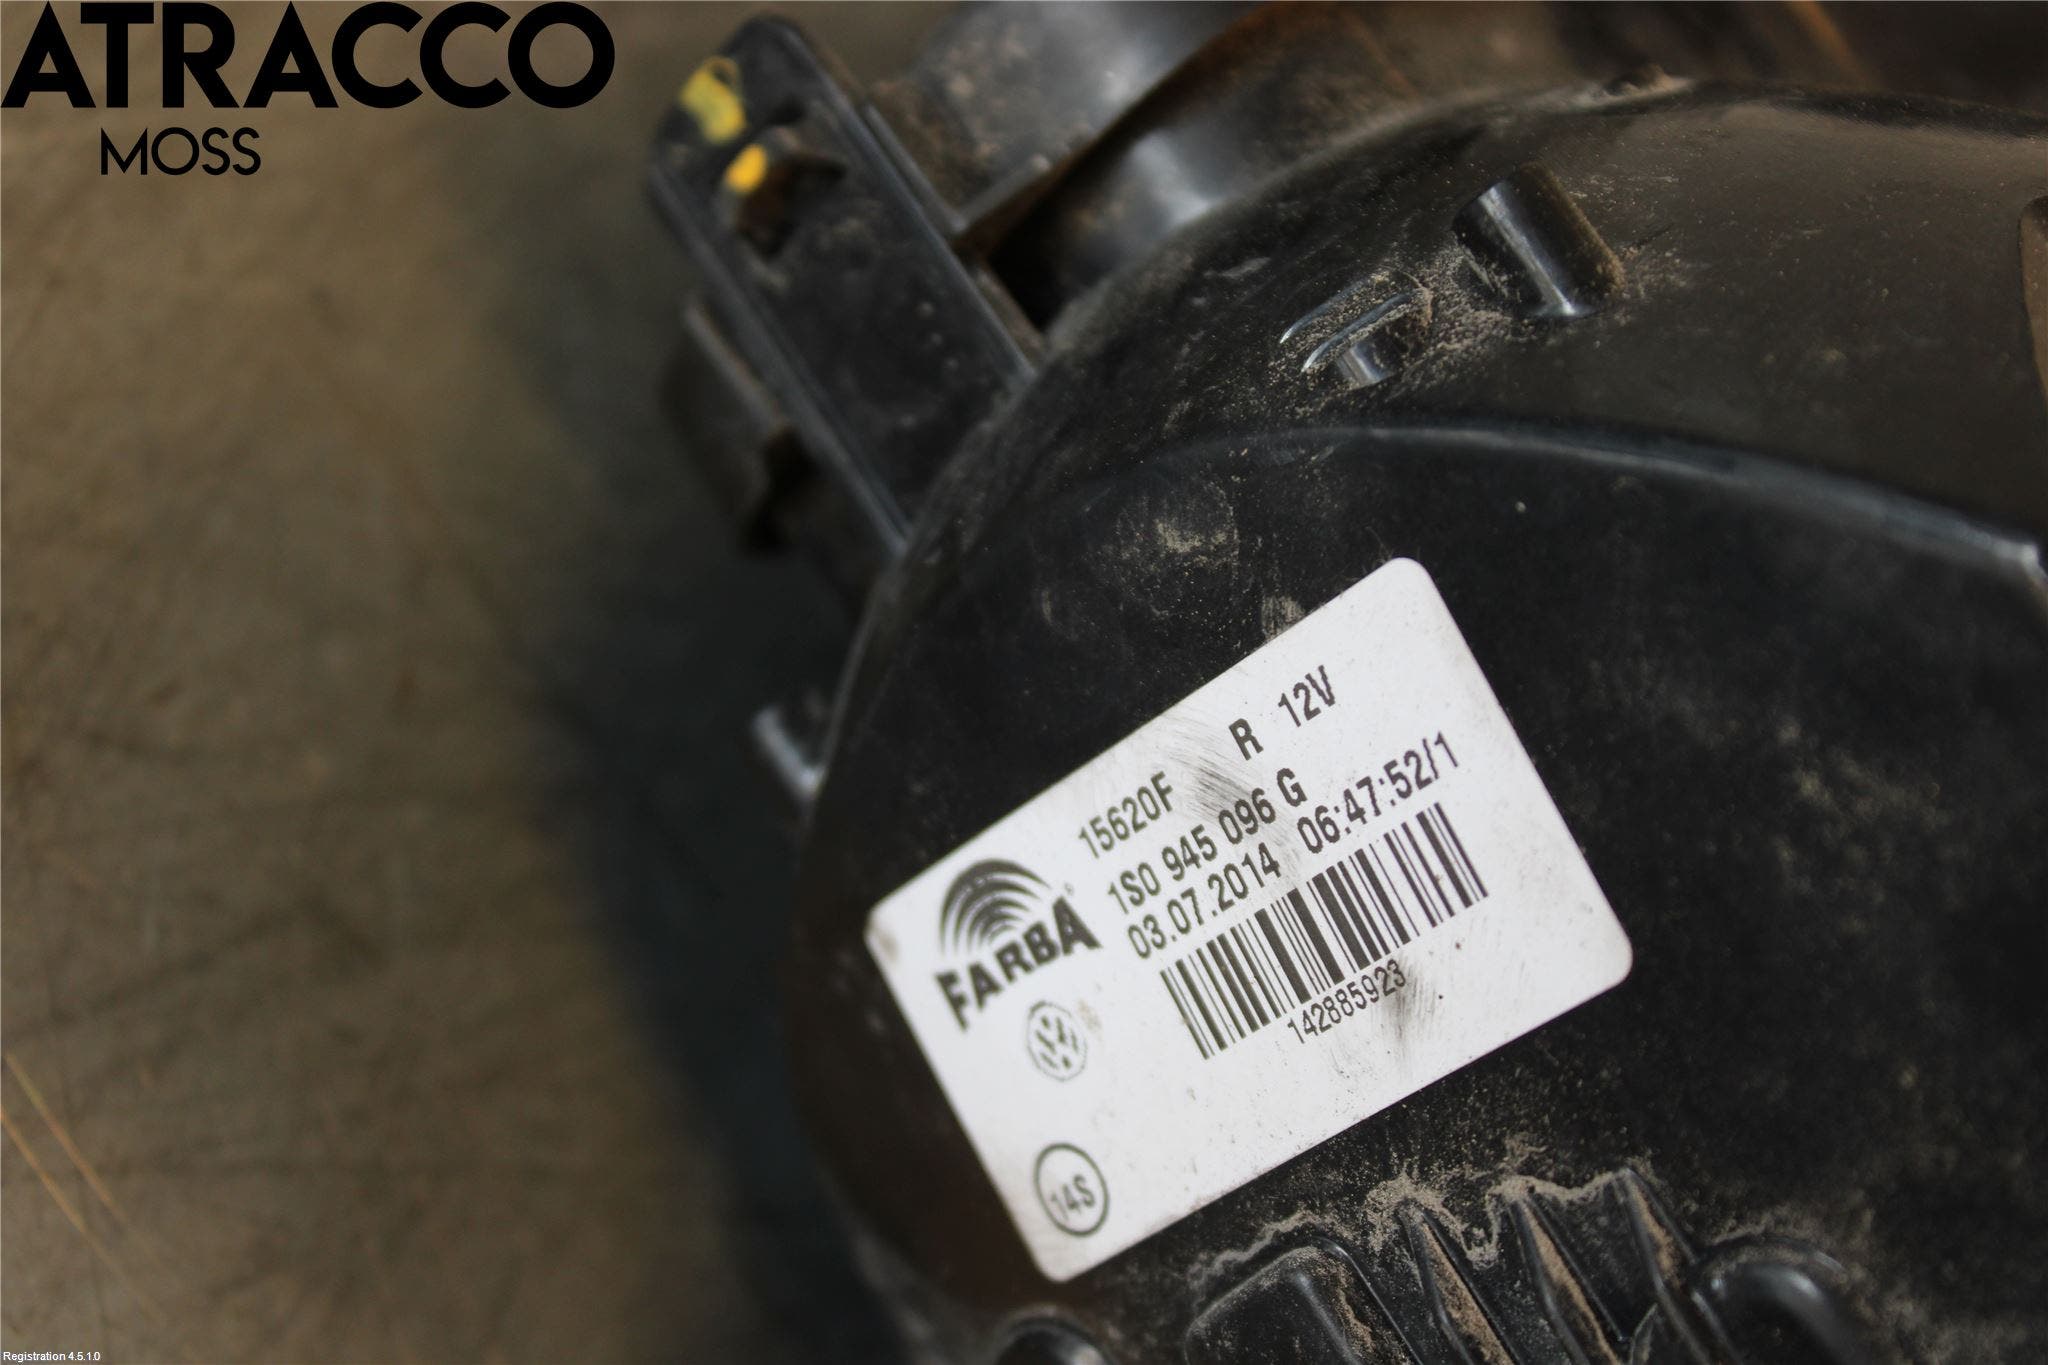 ATRACCO
MOSS
15620F R 12V
1S0 945 096 G
03.07.2014 06:47:52/1
FARBA
142885923
14S
Registration 4.5.1.0